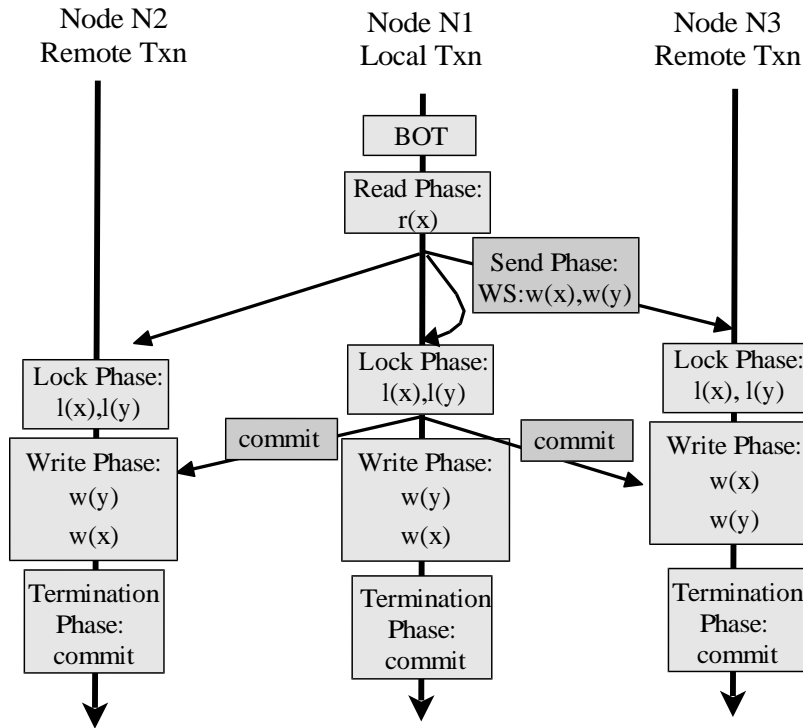 Node N2
Remote Txn
Node N1
Local Txn
Node N3
Remote Txn
BOT
Read Phase:
r(x)
Send Phase:
WS:w(x),w(y)
Lock Phase:
l(x),l(y)
Lock Phase:
l(x),l(y)
Lock Phase:
l(x), l(y)
commit
commit
Write Phase:
w(y)
w(x)
Write Phase:
w(y)
w(x)
Write Phase:
w(x)
w(y)
Termination
Phase:
commit
Termination
Phase:
commit
Termination
Phase:
commit